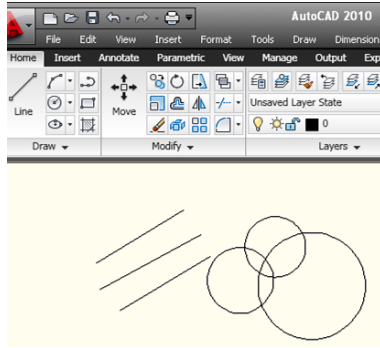 AutoCAD 2010
File Edit View Insert Format Tools Draw Dimension
Home Insert Annotate Parametric View Manage Output
Line Move Unsaved Layer State
0
Draw Modify Layers